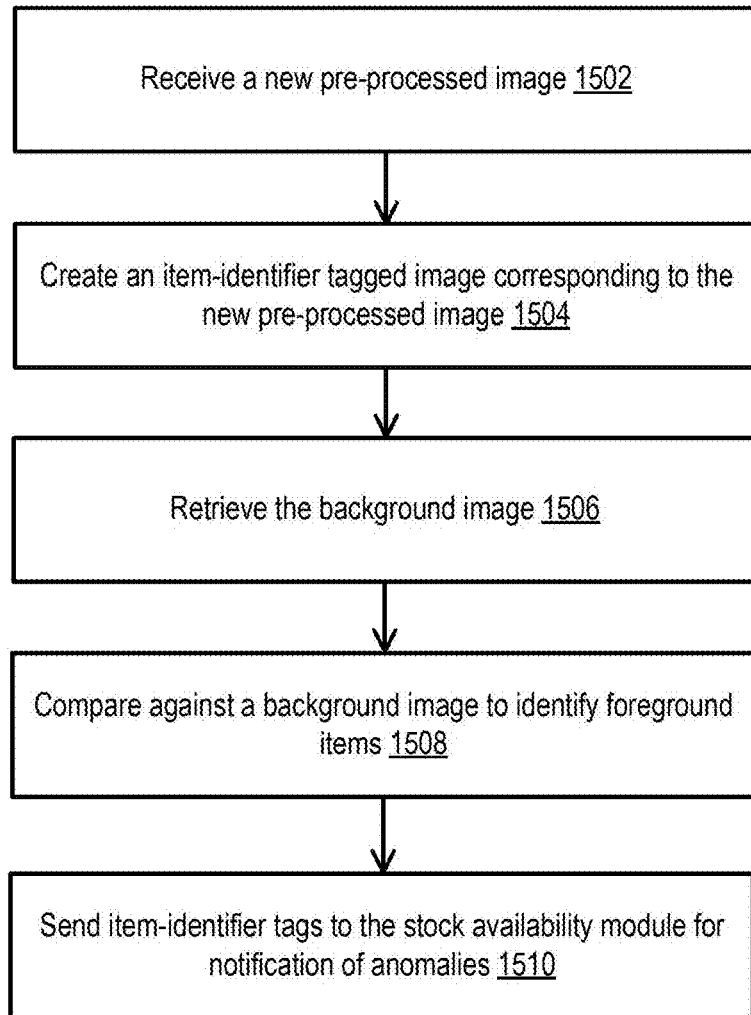 Receive a new pre-processed image 1502
Create an item-identifier tagged image corresponding to the
new pre-processed image 1504
Retrieve the background image 1506
Compare against a background image to identify foreground
items 1508
Send item-identifier tags to the stock availability module for
notification of anomalies 1510